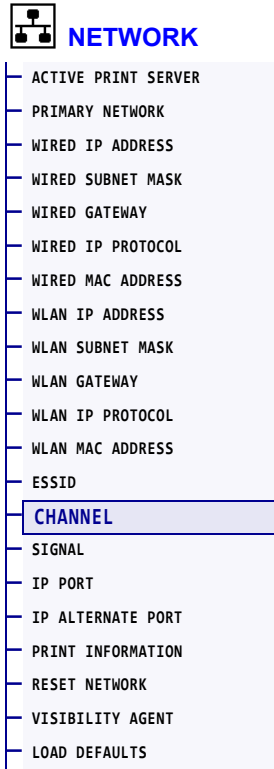 NETWORK
ACTIVE PRINT SERVER
PRIMARY NETWORK
WIRED IP ADDRESS
WIRED SUBNET MASK
WIRED GATEWAY
WIRED IP PROTOCOL
WIRED MAC ADDRESS
WLAN IP ADDRESS
WLAN SUBNET MASK
WLAN GATEWAY
WLAN IP PROTOCOL
WLAN MAC ADDRESS
ESSID
CHANNEL
SIGNAL
IP PORT
IP ALTERNATE PORT
PRINT INFORMATION
RESET NETWORK
VISIBILITY AGENT
LOAD DEFAULTS